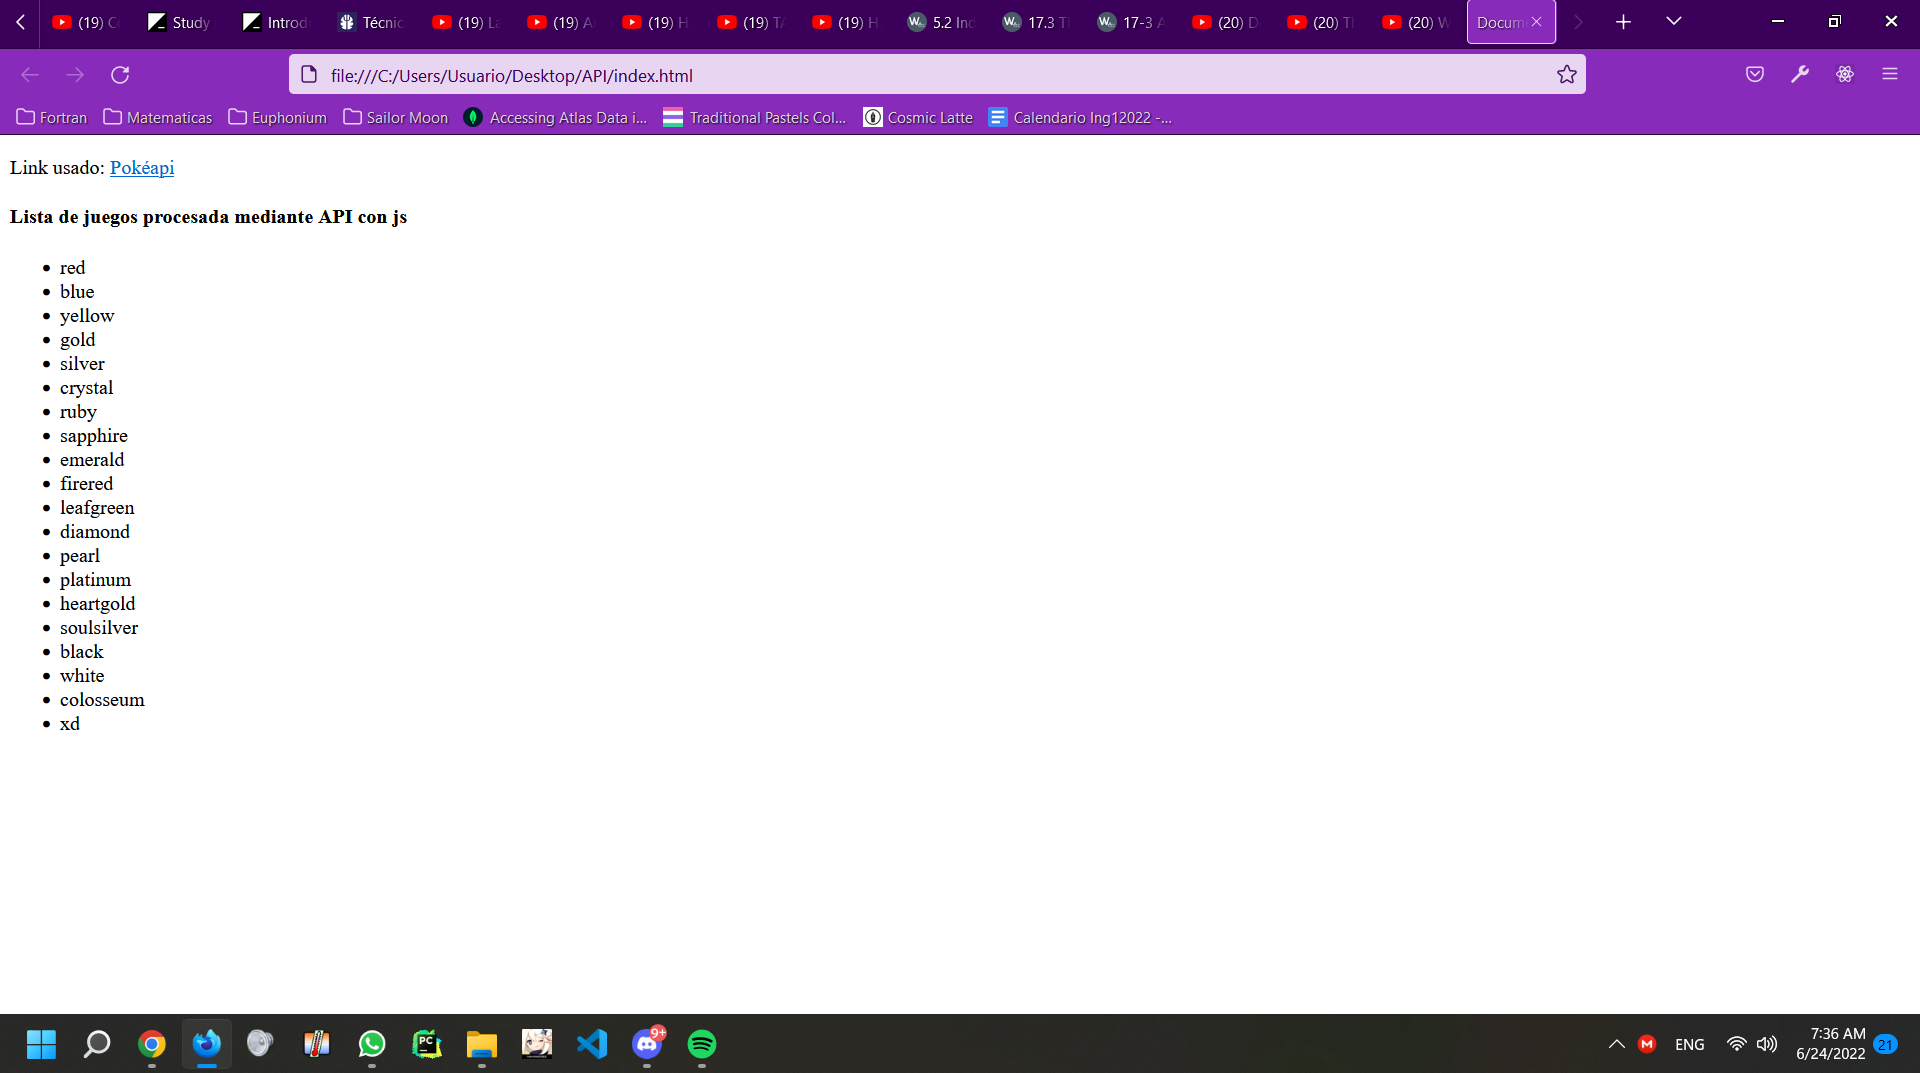 (19) Study Introd Técnic (19) (19) (19) H (19) (19) H 5.2 Ind 17.3 17-3 (20) D (20) (20) Docum
file:///C:/Users/Usuario/Desktop/API/index.html
Fortran Matematicas Euphonium Sailor Moon Accessing Atlas Data i... Traditional Pastels Col... Cosmic Latte Calendario Ing12022 -...
Link usado: Pokéapi
Lista de juegos procesada mediante API con js
red
blue
yellow
gold
silver
crystal
ruby
sapphire
emerald
firered
leafgreen
diamond
pearl
platinum
heartgold
soulsilver
black
white
colosseum
xd
PC 9+ M ENG 7:36 AM
6/24/2022 21